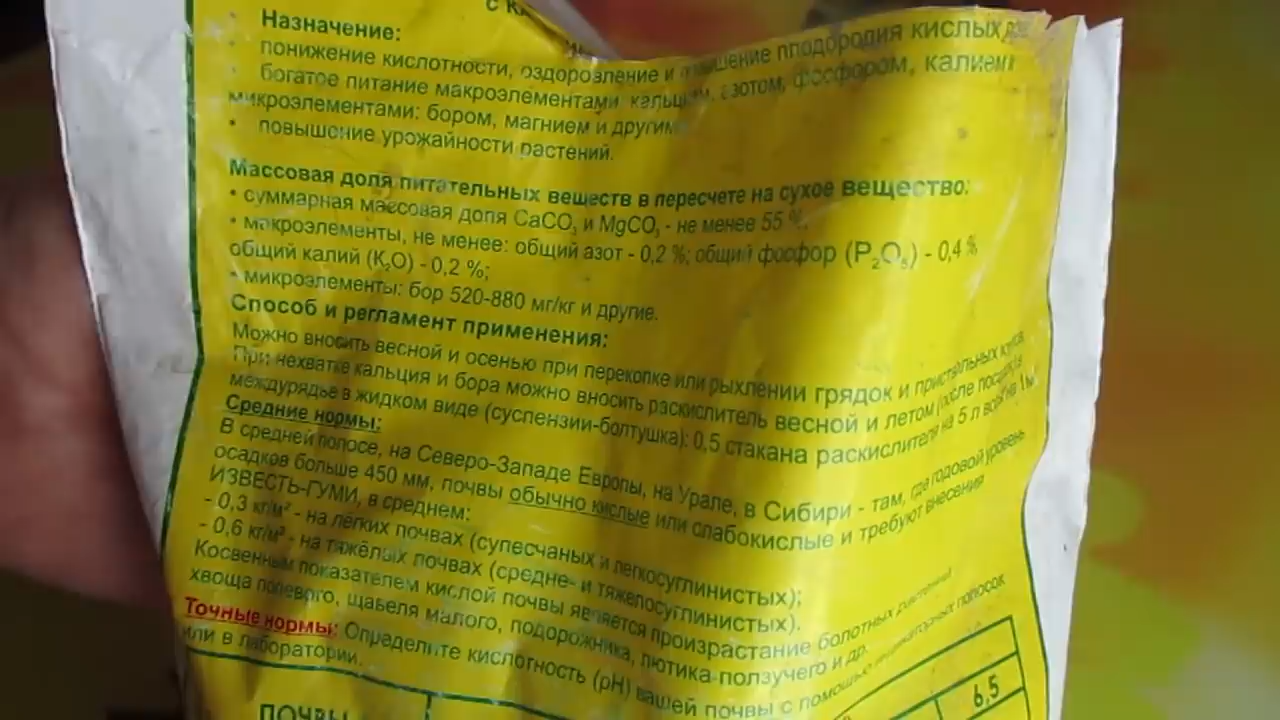 с
Назначение:
• понижение кислотности, оздоровление и повышение плодородия кислых
• богатое питание макроэлементами кальцием, азотом, фосфором, калием
микроэлементами: бором, магнием и другими
• повышение урожайности растений.
Массовая доля питательных веществ в пересчете на сухое вещество:
• суммарная массовая доля CaCO₃ и MgCO₃ - не менее 55 %,
• макроэлементы, не менее: общий азот - 0,2 %; общий фосфор (P₂O₅) - 0,4 %
общий калий (K₂O) - 0,2 %;
• микроэлементы: бор 520-880 мг/кг и другие.
Способ и регламент применения:
Можно вносить весной и осенью при перекопке или рыхлении грядок и приствольных кругов
При нехватке кальция и бора можно вносить раскислитель весной и летом (после посадки) в
междурядье в жидком виде (суспензии-болтушка): 0,5 стакана раскислителя на 5 л воды на 1м²
Средние нормы:
В средней полосе, на Северо-Западе Европы, на Урале, в Сибири - там, где годовой уровень
осадков больше 450 мм, почвы обычно кислые или слабокислые и требуют внесения
ИЗВЕСТЬ-ГУМИ, в среднем:
- 0,3 кг/м² - на лёгких почвах (супесчаных и легкосуглинистых);
- 0,6 кг/м² - на тяжёлых почвах (средне- и тяжелосуглинистых).
Косвенным показателем кислой почвы является произрастание болотных растений
хвоща полевого, щавеля малого, подорожника, лютика ползучего и др.
Точные нормы: Определите кислотность (pH) вашей почвы с помощью индикаторных полосок
или в лаборатории.
ПОЧВЫ
6,5